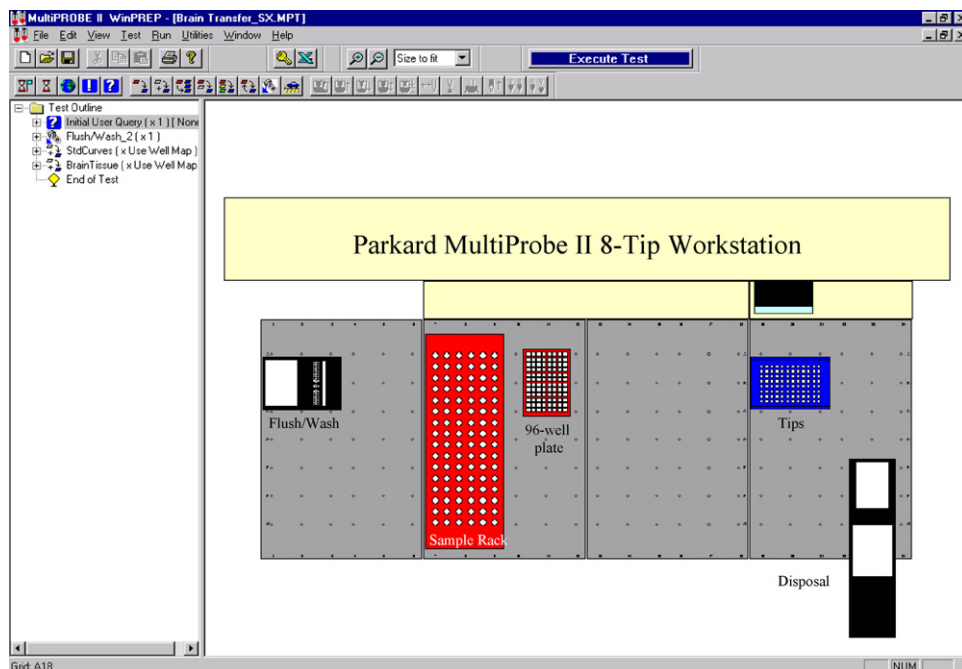 MultiPROBE II WinPREP - [Brain Transfer_SX.MPT]
File Edit View Test Run Utilities Window Help
Size to fit
Execute Test
Test Outline
Initial User Query ( x 1 ) [ None
Flush/Wash_2 ( x 1 )
StdCurves ( x Use Well Map )
BrainTissue ( x Use Well Map
End of Test
Parkard MultiProbe II 8-Tip Workstation
Flush/Wash
96-well
plate
Tips
Sample Rack
Disposal
Grid: A18
NUM